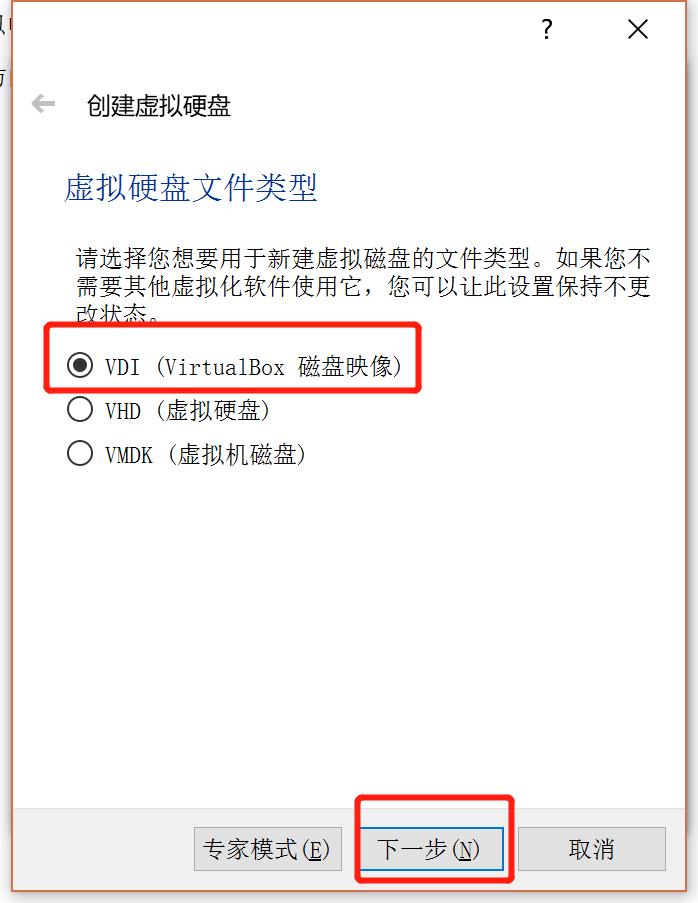 ?
创建虚拟硬盘
虚拟硬盘文件类型
请选择您想要用于新建虚拟磁盘的文件类型。如果您不
需要其他虚拟化软件使用它，您可以让此设置保持不更
改状态。
VDI (VirtualBox 磁盘映像)
VHD (虚拟硬盘)
VMDK (虚拟机磁盘)
专家模式(E) 下一步(N) 取消